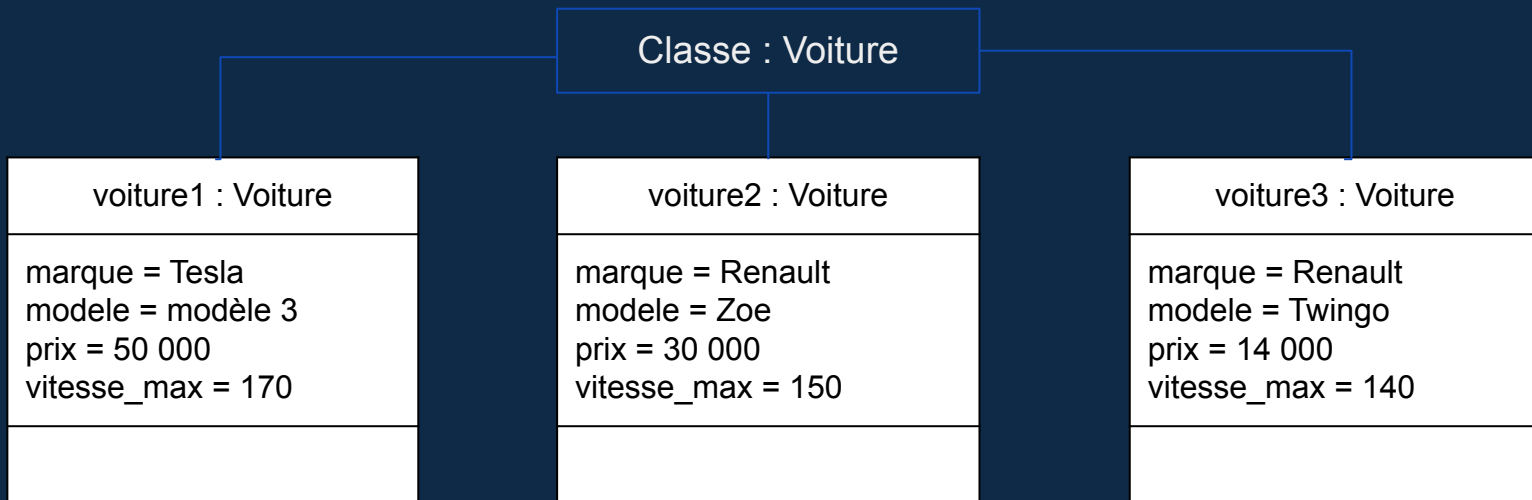 Classe : Voiture
voiture1 : Voiture
marque = Tesla
modele = modèle 3
prix = 50 000
vitesse_max = 170
voiture2 : Voiture
marque = Renault
modele = Zoe
prix = 30 000
vitesse_max = 150
voiture3 : Voiture
marque = Renault
modele = Twingo
prix = 14 000
vitesse_max = 140